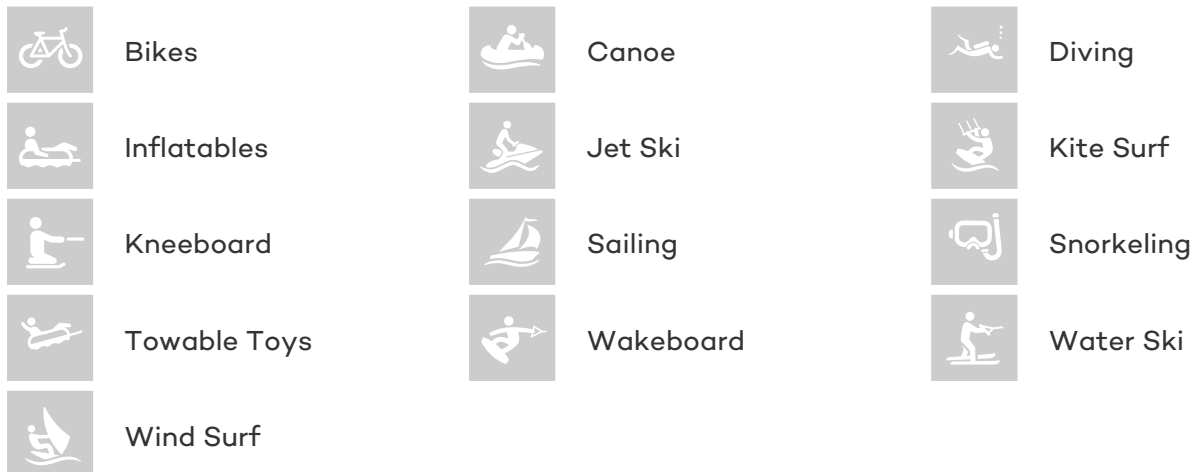 Bikes
Canoe
Diving
Inflatables
Jet Ski
Kite Surf
Kneeboard
Sailing
Snorkeling
Towable Toys
Wakeboard
Water Ski
Wind Surf